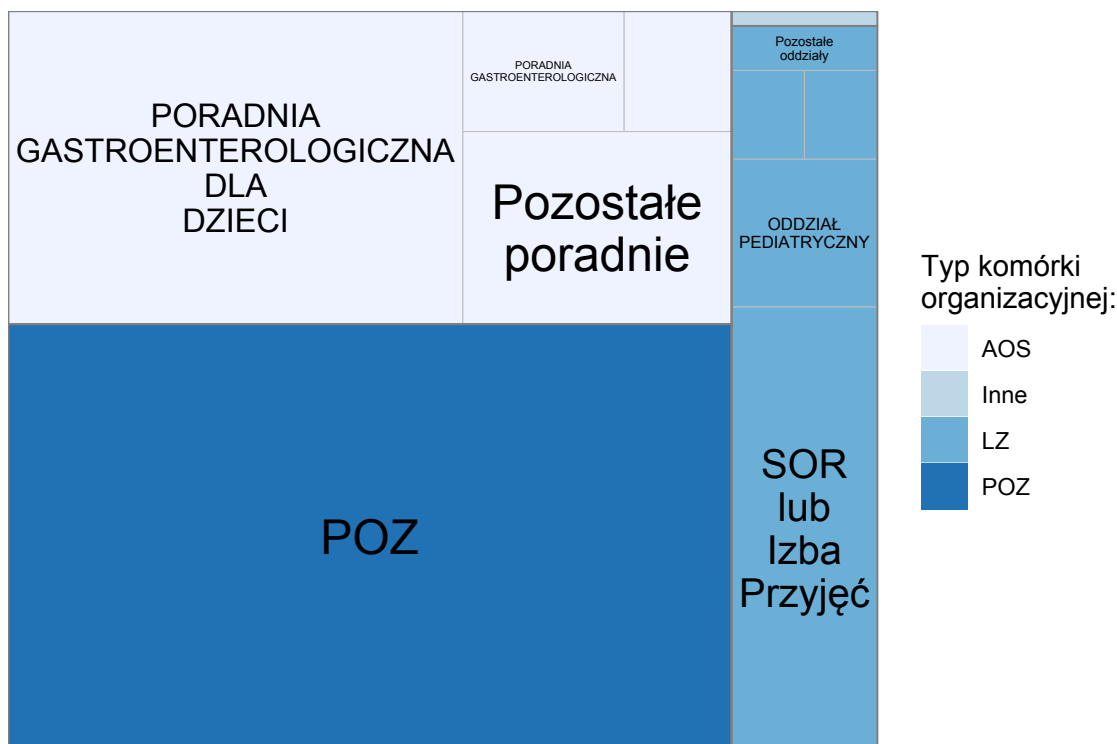 PORADNIA
GASTROENTEROLOGICZNA
DLA
DZIECI
PORADNIA
GASTROENTEROLOGICZNA
Pozostałe
poradnie
POZ
Pozostałe
oddziały
ODDZIAŁ
PEDIATRYCZNY
SOR
lub
Izba
Przyjęć
Typ komórki
organizacyjnej:
AOS
Inne
LZ
POZ